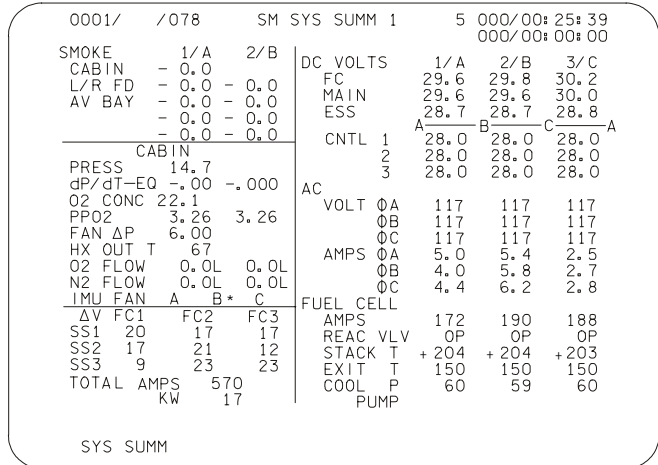 0001/ /078 SM SYS SUMM 1 5 000/00:25:39
000/00:00:00
SMOKE 1/A 2/B
CABIN - 0.0
L/R FD - 0.0 - 0.0
AV BAY - 0.0 - 0.0
- 0.0 - 0.0
- 0.0 - 0.0
CABIN
PRESS 14.7
dP/dT-EQ -.00 -.000
O2 CONC 22.1
PPO2 3.26 3.26
FAN ΔP 6.00
HX OUT T 67
O2 FLOW 0.0L 0.0L
N2 FLOW 0.0L 0.0L
IMU FAN A B* C
ΔV FC1 FC2 FC3
SS1 20 17 17
SS2 17 21 12
SS3 9 23 23
TOTAL AMPS 570
KW 17
DC VOLTS 1/A 2/B 3/C
FC 29.6 29.8 30.2
MAIN 29.6 29.6 30.0
ESS 28.7 28.7 28.8
A B C A
CNTL 1 28.0 28.0 28.0
2 28.0 28.0 28.0
3 28.0 28.0 28.0
AC
VOLT ΦA 117 117 117
ΦB 117 117 117
ΦC 117 117 117
AMPS ΦA 5.0 5.4 2.5
ΦB 4.0 5.8 2.7
ΦC 4.4 6.2 2.8
FUEL CELL
AMPS 172 190 188
REAC VLV OP OP OP
STACK T +204 +204 +203
EXIT T 150 150 150
COOL P 60 59 60
PUMP
SYS SUMM